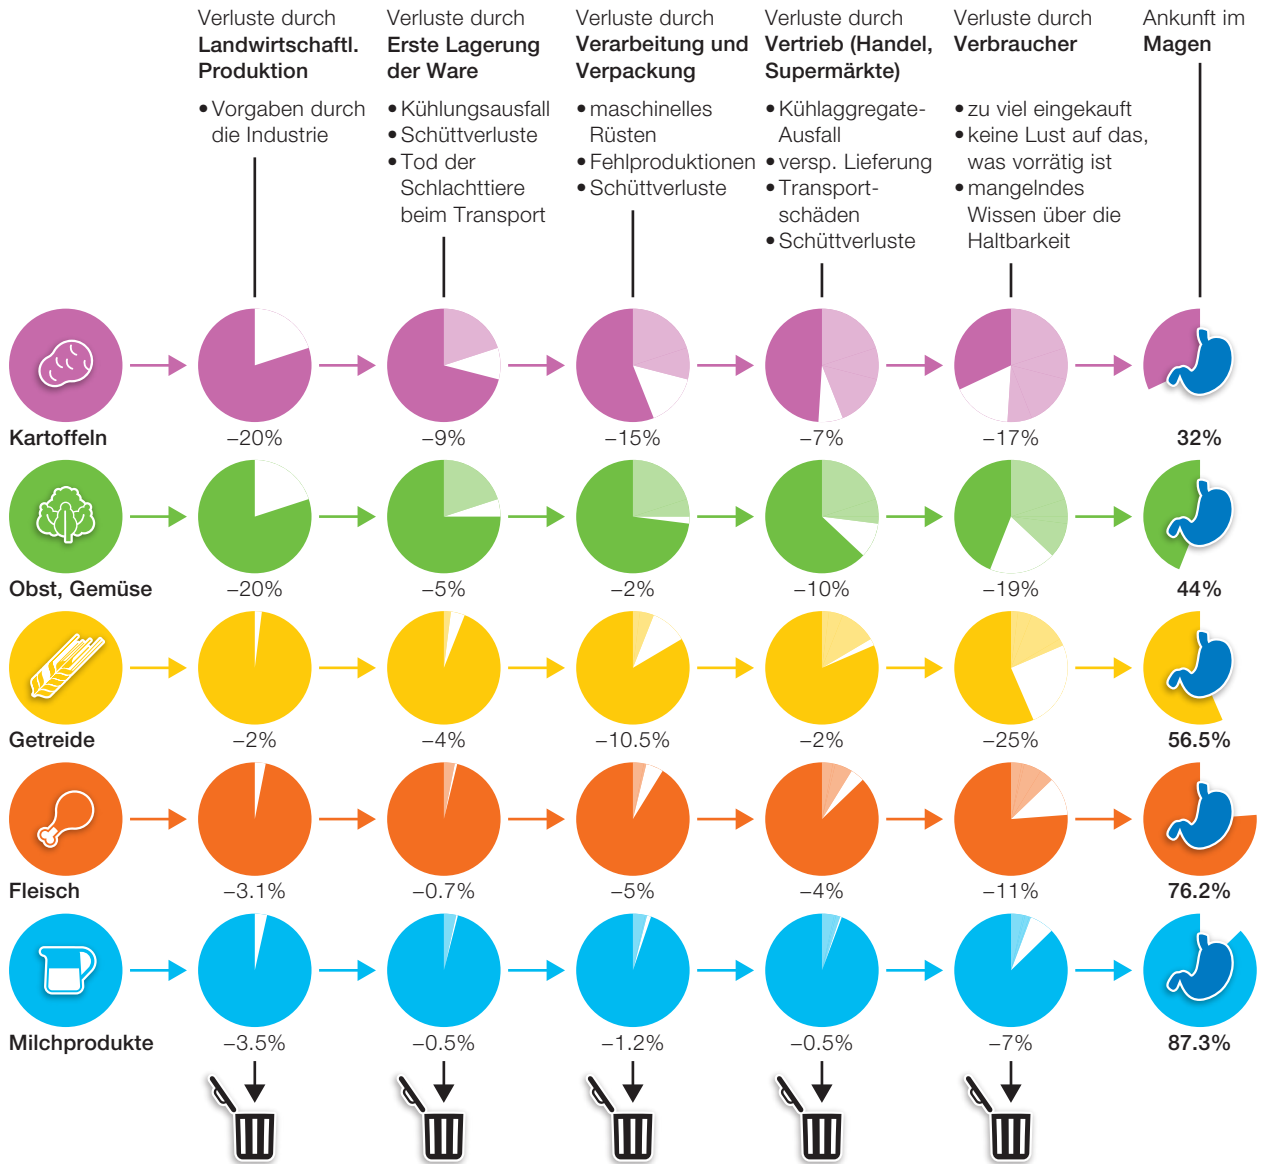 Verluste durch
Landwirtschaftl.
Produktion
• Vorgaben durch
die Industrie
Verluste durch
Erste Lagerung
der Ware
• Kühlungsausfall
• Schüttverluste
• Tod der
Schlachttiere
beim Transport
Verluste durch
Verarbeitung und
Verpackung
• maschinelles
Rüsten
• Fehlproduktionen
• Schüttverluste
Verluste durch
Vertrieb (Handel,
Supermärkte)
• Kühlaggregate-
Ausfall
• versp. Lieferung
• Transport-
schäden
• Schüttverluste
Verluste durch
Verbraucher
• zu viel eingekauft
• keine Lust auf das,
was vorrätig ist
• mangelndes
Wissen über die
Haltbarkeit
Ankunft im
Magen
Kartoffeln –20% –9% –15% –7% –17% 32%
Obst, Gemüse –20% –5% –2% –10% –19% 44%
Getreide –2% –4% –10.5% –2% –25% 56.5%
Fleisch –3.1% –0.7% –5% –4% –11% 76.2%
Milchprodukte –3.5% –0.5% –1.2% –0.5% –7% 87.3%